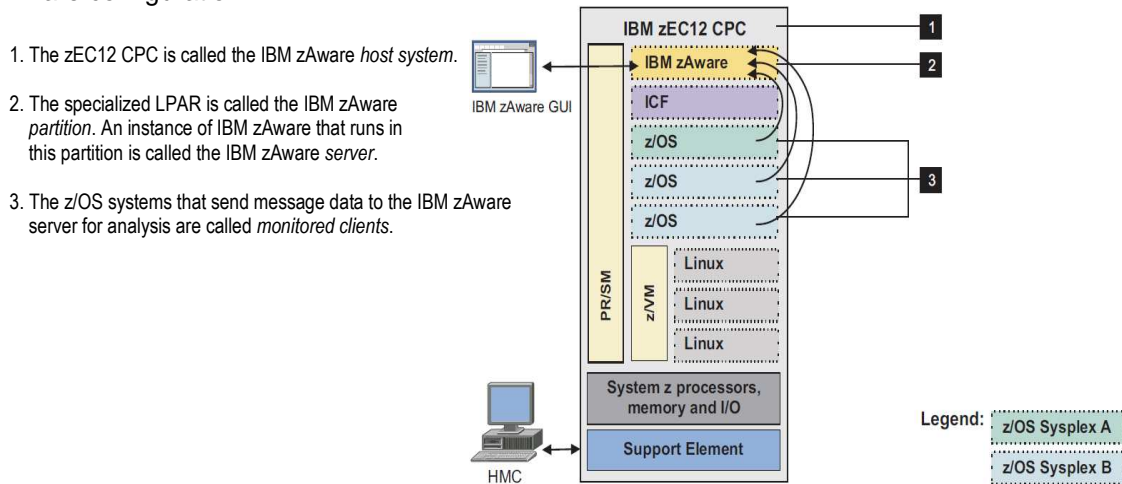 1. The zEC12 CPC is called the IBM zAware host system.
2. The specialized LPAR is called the IBM zAware
partition. An instance of IBM zAware that runs in
this partition is called the IBM zAware server.
3. The z/OS systems that send message data to the IBM zAware
server for analysis are called monitored clients.
IBM zAware GUI
IBM zEC12 CPC
PR/SM
IBM zAware
ICF
z/OS
z/OS
z/OS
z/VM
Linux
Linux
Linux
System z processors,
memory and I/O
Support Element
HMC
1
2
3
Legend:
z/OS Sysplex A
z/OS Sysplex B